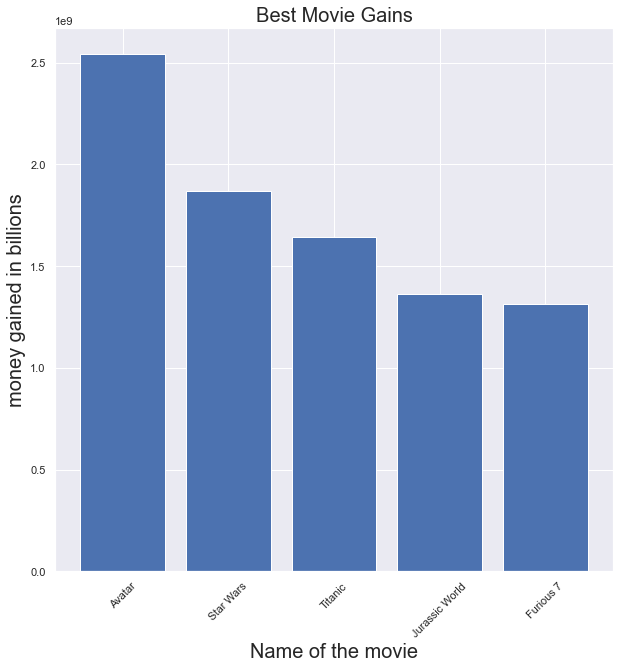 Best Movie Gains
1e9
money gained in billions
2.5
2.0
1.5
1.0
0.5
0.0
Avatar
Star Wars
Titanic
Jurassic World
Furious 7
Name of the movie